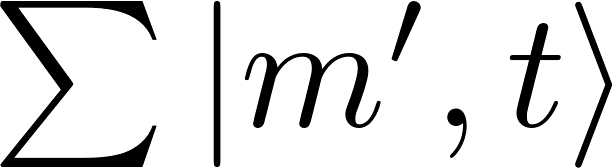 ∑ |m′, t⟩